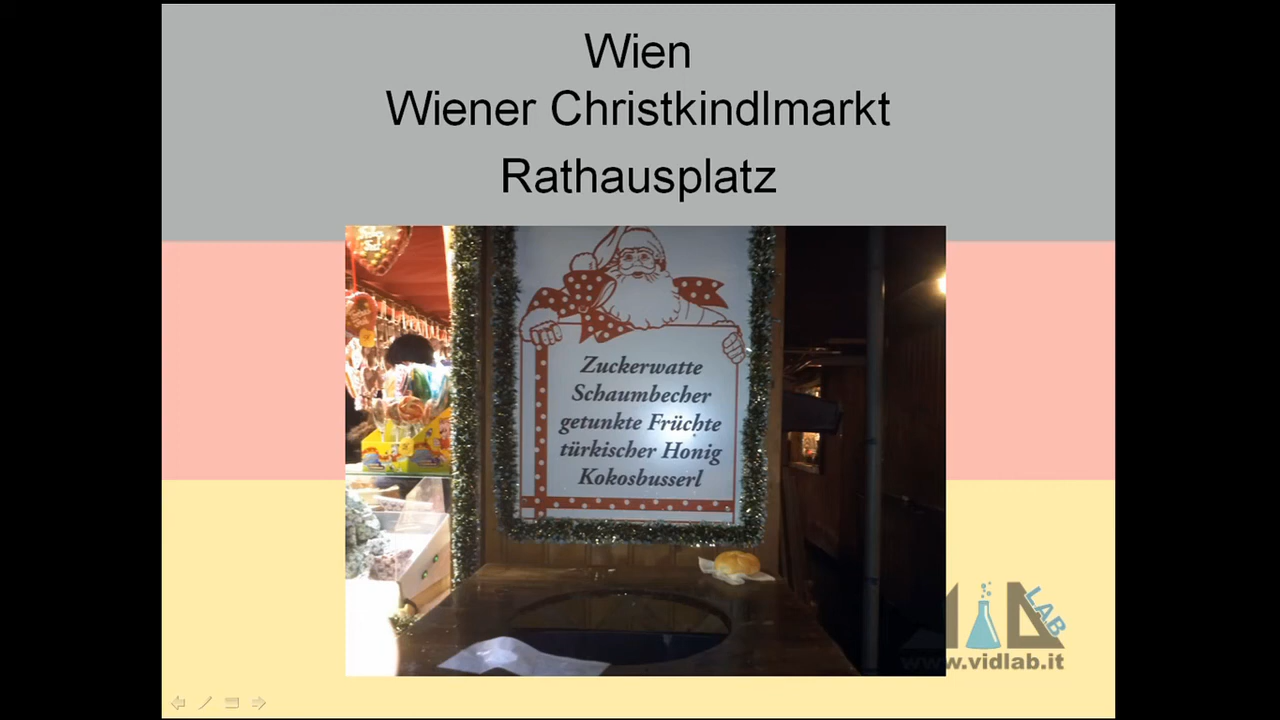 Wien
Wiener Christkindlmarkt
Rathausplatz
Zuckerwatte
Schaumbecher
getunkte Früchte
türkischer Honig
Kokosbusserl
LAB
www.vidlab.it